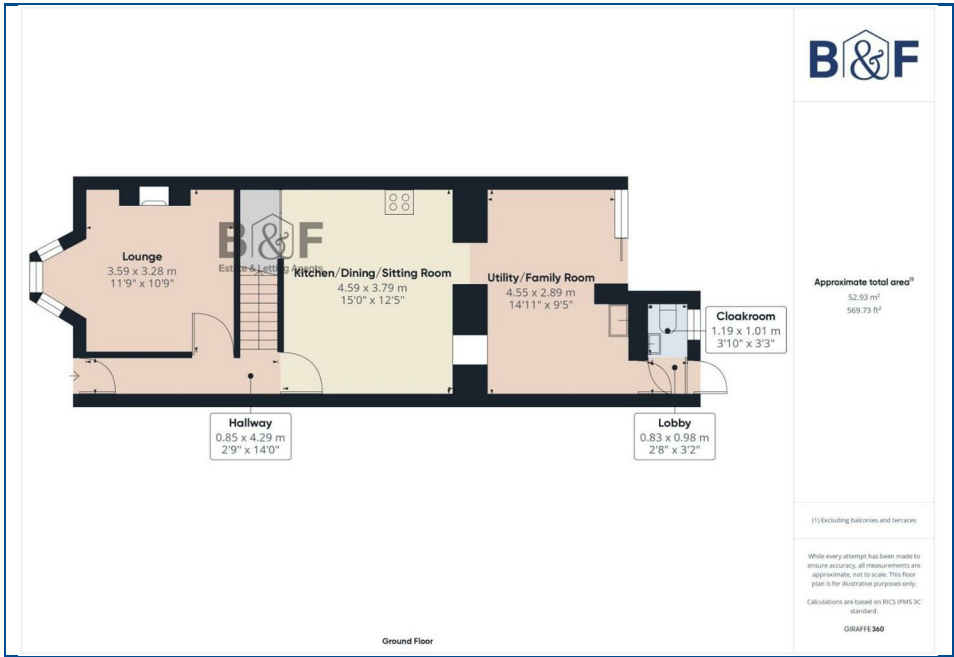 B&F
Lounge
3.59 x 3.28 m
11'9" x 10'9"
B&F
Estate & Letting Agents
Kitchen/Dining/Sitting Room
4.59 x 3.79 m
15'0" x 12'5"
Utility/Family Room
4.55 x 2.89 m
14'11" x 9'5"
Cloakroom
1.19 x 1.01 m
3'10" x 3'3"
Hallway
0.85 x 4.29 m
2'9" x 14'0"
Lobby
0.83 x 0.98 m
2'8" x 3'2"
Ground Floor
Approximate total area⁽¹⁾
52.93 m²
569.73 ft²
(1) Excluding balconies and terraces
While every attempt has been made to
ensure accuracy, all measurements are
approximate, not to scale. This floor
plan is for illustrative purposes only.
Calculations are based on RICS IPMS 3C
standard.
GIRAFFE360